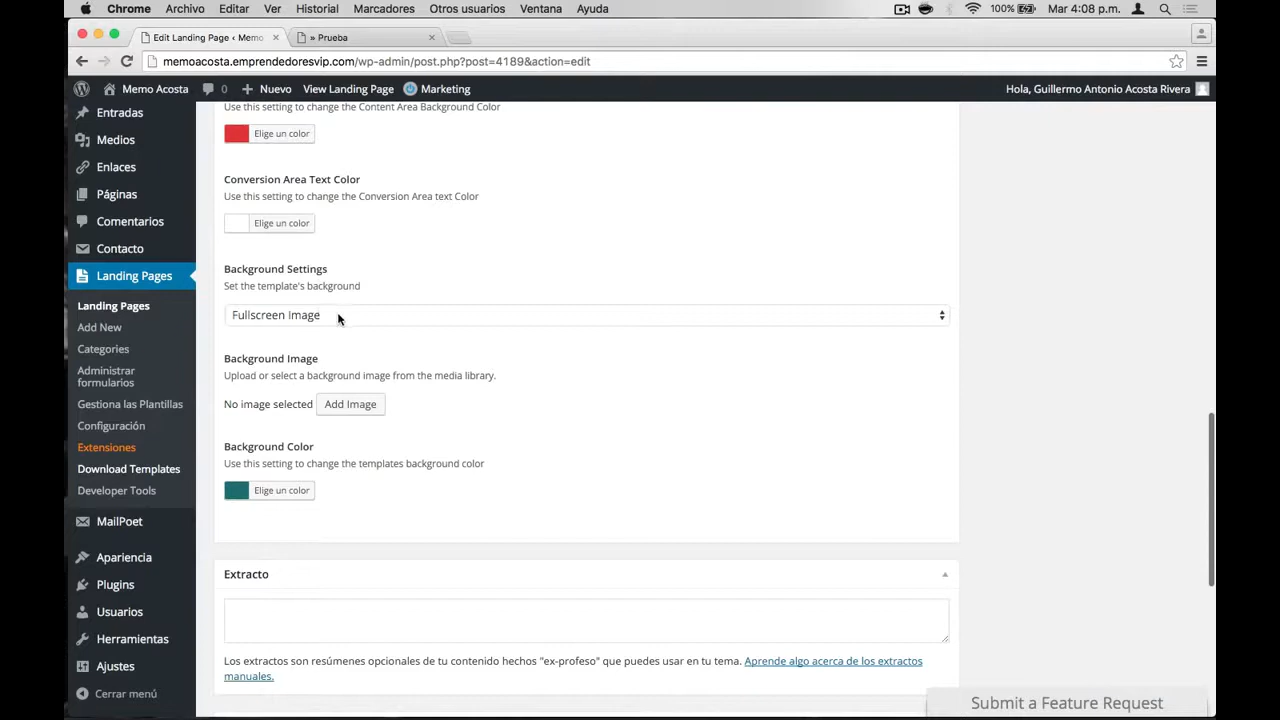 Chrome Archivo Editar Ver Historial Marcadores Otros usuarios Ventana Ayuda 100% Mar 4:08 p.m.
Edit Landing Page ‹ Memo » Prueba
memoacosta.emprendedoresvip.com/wp-admin/post.php?post=4189&action=edit
Memo Acosta 0 Nuevo View Landing Page Marketing Hola, Guillermo Antonio Acosta Rivera
Entradas
Medios
Enlaces
Páginas
Comentarios
Contacto
Landing Pages
Landing Pages
Add New
Categories
Administrar
formularios
Gestiona las Plantillas
Configuración
Extensiones
Download Templates
Developer Tools
MailPoet
Apariencia
Plugins
Usuarios
Herramientas
Ajustes
Cerrar menú
Use this setting to change the Content Area Background Color
Elige un color
Conversion Area Text Color
Use this setting to change the Conversion Area text Color
Elige un color
Background Settings
Set the template's background
Fullscreen Image
Background Image
Upload or select a background image from the media library.
No image selected Add Image
Background Color
Use this setting to change the templates background color
Elige un color
Extracto
Los extractos son resúmenes opcionales de tu contenido hechos "ex-profeso" que puedes usar en tu tema. Aprende algo acerca de los extractos
manuales.
Submit a Feature Request